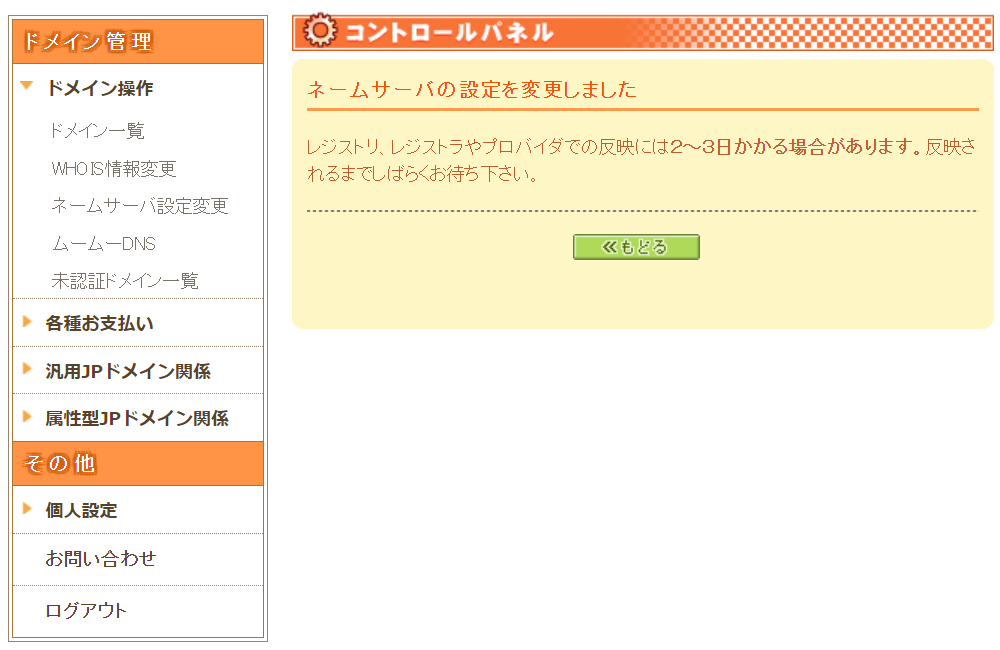 ドメイン管理
ドメイン操作
ドメイン一覧
WHOIS情報変更
ネームサーバ設定変更
ムームーDNS
未認証ドメイン一覧
各種お支払い
汎用JPドメイン関係
属性型JPドメイン関係
その他
個人設定
お問い合わせ
ログアウト
コントロールパネル
ネームサーバの設定を変更しました
レジストリ、レジストラやプロバイダでの反映には2～3日かかる場合があります。反映さ
れるまでしばらくお待ち下さい。
≪もどる